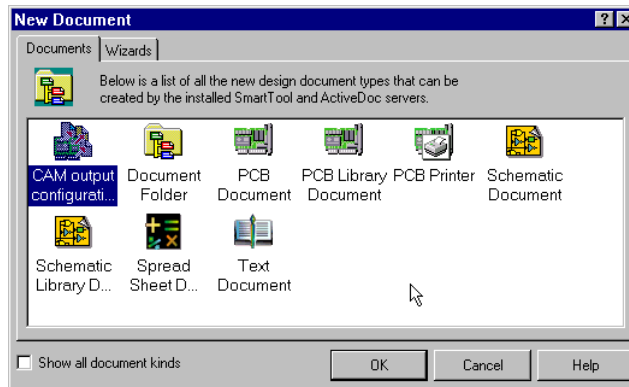 New Document
Documents Wizards
Below is a list of all the new design document types that can be
created by the installed SmartTool and ActiveDoc servers.
CAM output Document PCB PCB Library PCB Printer Schematic
configurati... Folder Document Document Document
Schematic Spread Text
Library D... Sheet D... Document
Show all document kinds OK Cancel Help